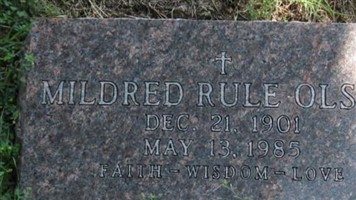 MILDRED RULE OLS
DEC. 21, 1901
MAY 13, 1985
FAITH - WISDOM - LOVE